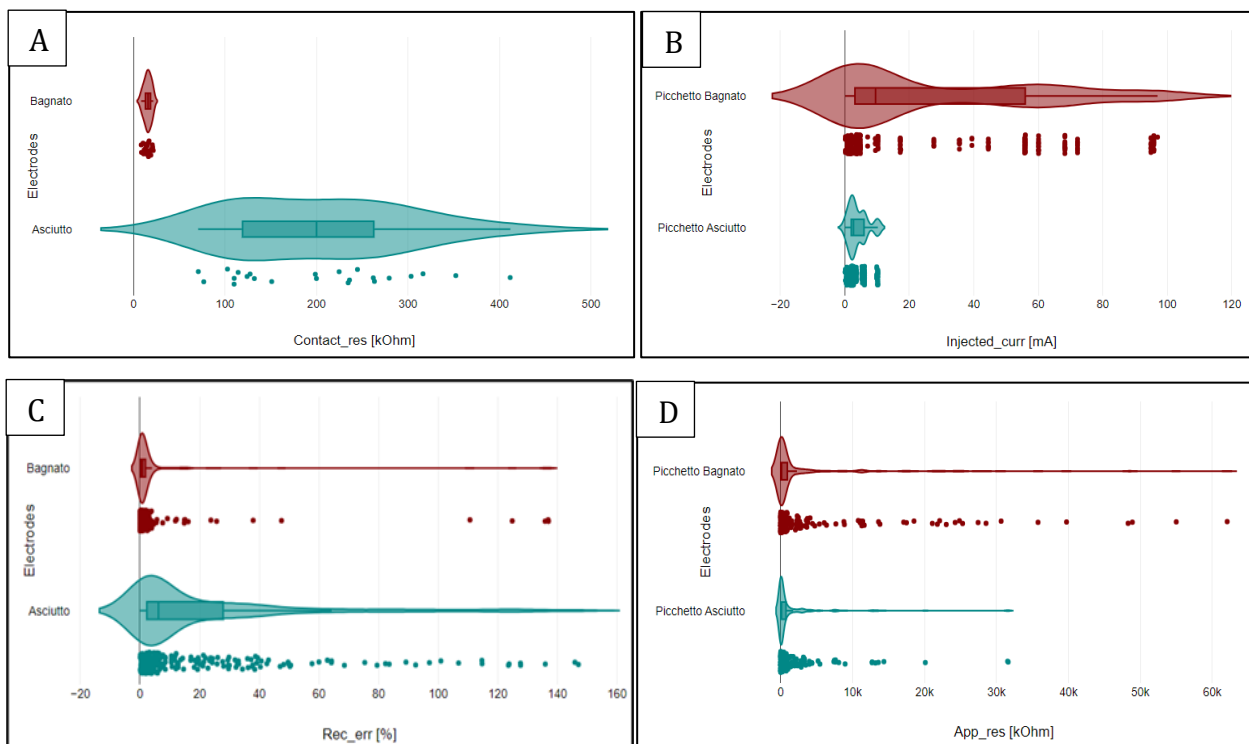 A
Electrodes
Bagnato
Asciutto
0 100 200 300 400 500
Contact_res [kOhm]
B
Electrodes
Picchetto Bagnato
Picchetto Asciutto
−20 0 20 40 60 80 100 120
Injected_curr [mA]
C
Electrodes
Bagnato
Asciutto
−20 0 20 40 60 80 100 120 140 160
Rec_err [%]
D
Electrodes
Picchetto Bagnato
Picchetto Asciutto
0 10k 20k 30k 40k 50k 60k
App_res [kOhm]